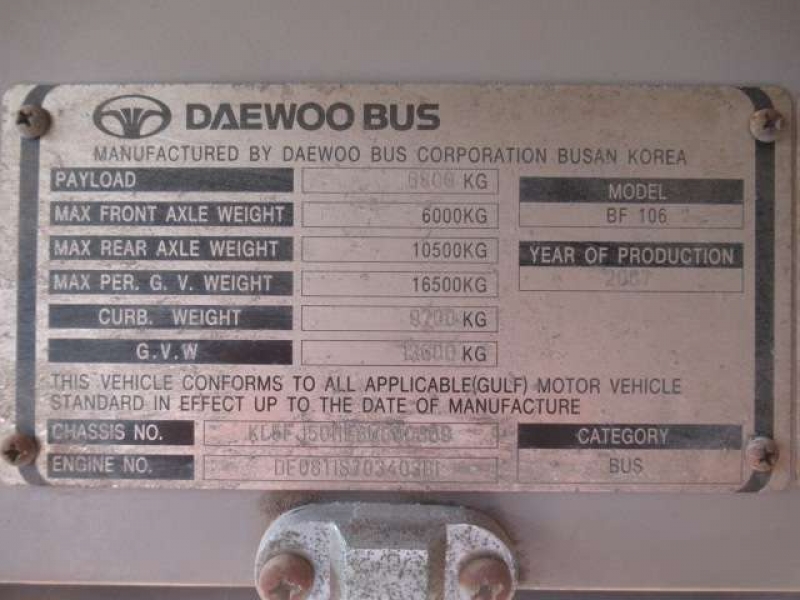 DAEWOO BUS
MANUFACTURED BY DAEWOO BUS CORPORATION BUSAN KOREA
PAYLOAD KG
MAX FRONT AXLE WEIGHT 6000KG
MAX REAR AXLE WEIGHT 10500KG
MAX PER. G. V. WEIGHT 16500KG
CURB. WEIGHT KG
G.V.W KG
MODEL
BF 106
YEAR OF PRODUCTION
2007
THIS VEHICLE CONFORMS TO ALL APPLICABLE(GULF) MOTOR VEHICLE
STANDARD IN EFFECT UP TO THE DATE OF MANUFACTURE
CHASSIS NO.
ENGINE NO.
CATEGORY
BUS